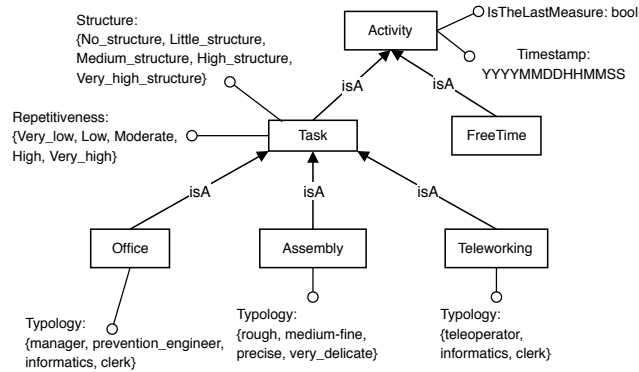 Structure:
{No_structure, Little_structure,
Medium_structure, High_structure,
Very_high_structure}
Activity
IsTheLastMeasure: bool
Timestamp:
YYYYMMDDHHMMSS
isA
isA
Repetitiveness:
{Very_low, Low, Moderate,
High, Very_high}
Task
FreeTime
isA
isA
isA
Office
Assembly
Teleworking
Typology:
{manager, prevention_engineer,
informatics, clerk}
Typology:
{rough, medium-fine,
precise, very_delicate}
Typology:
{teleoperator,
informatics, clerk}